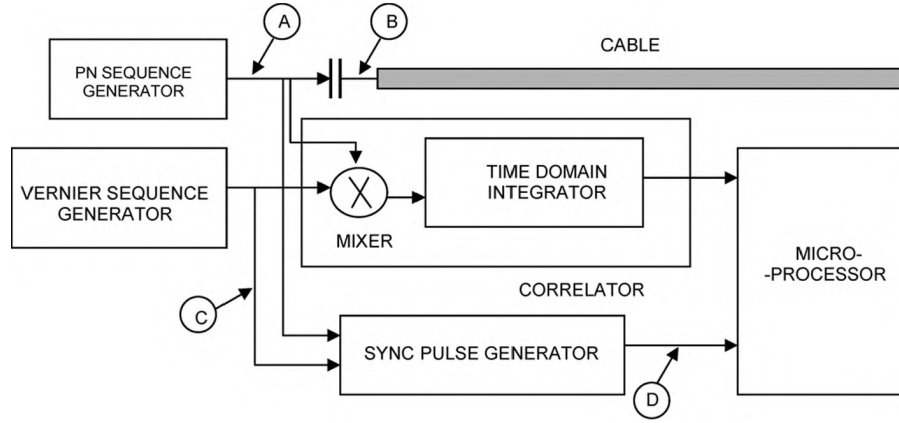 A
B
CABLE
PN SEQUENCE
GENERATOR
VERNIER SEQUENCE
GENERATOR
X
MIXER
TIME DOMAIN
INTEGRATOR
MICRO-
-PROCESSOR
CORRELATOR
C
SYNC PULSE GENERATOR
D